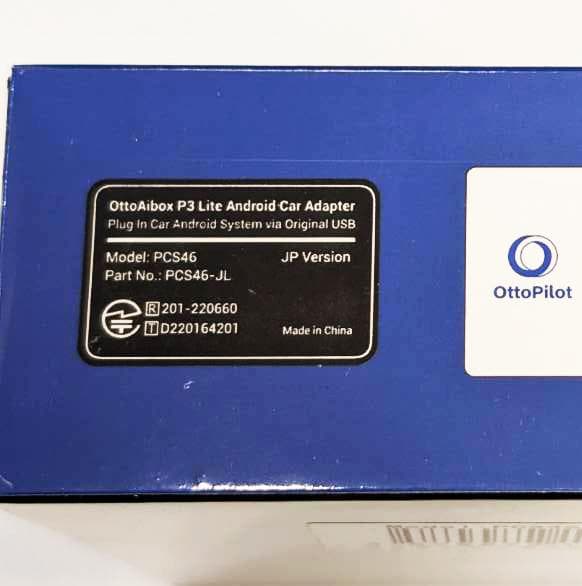 OttoAibox P3 Lite Android Car Adapter
Plug In Car Android System via Original USB
Model: PCS46 JP Version
Part No.: PCS46-JL
R 201-220660
T D220164201
Made in China
OttoPilot